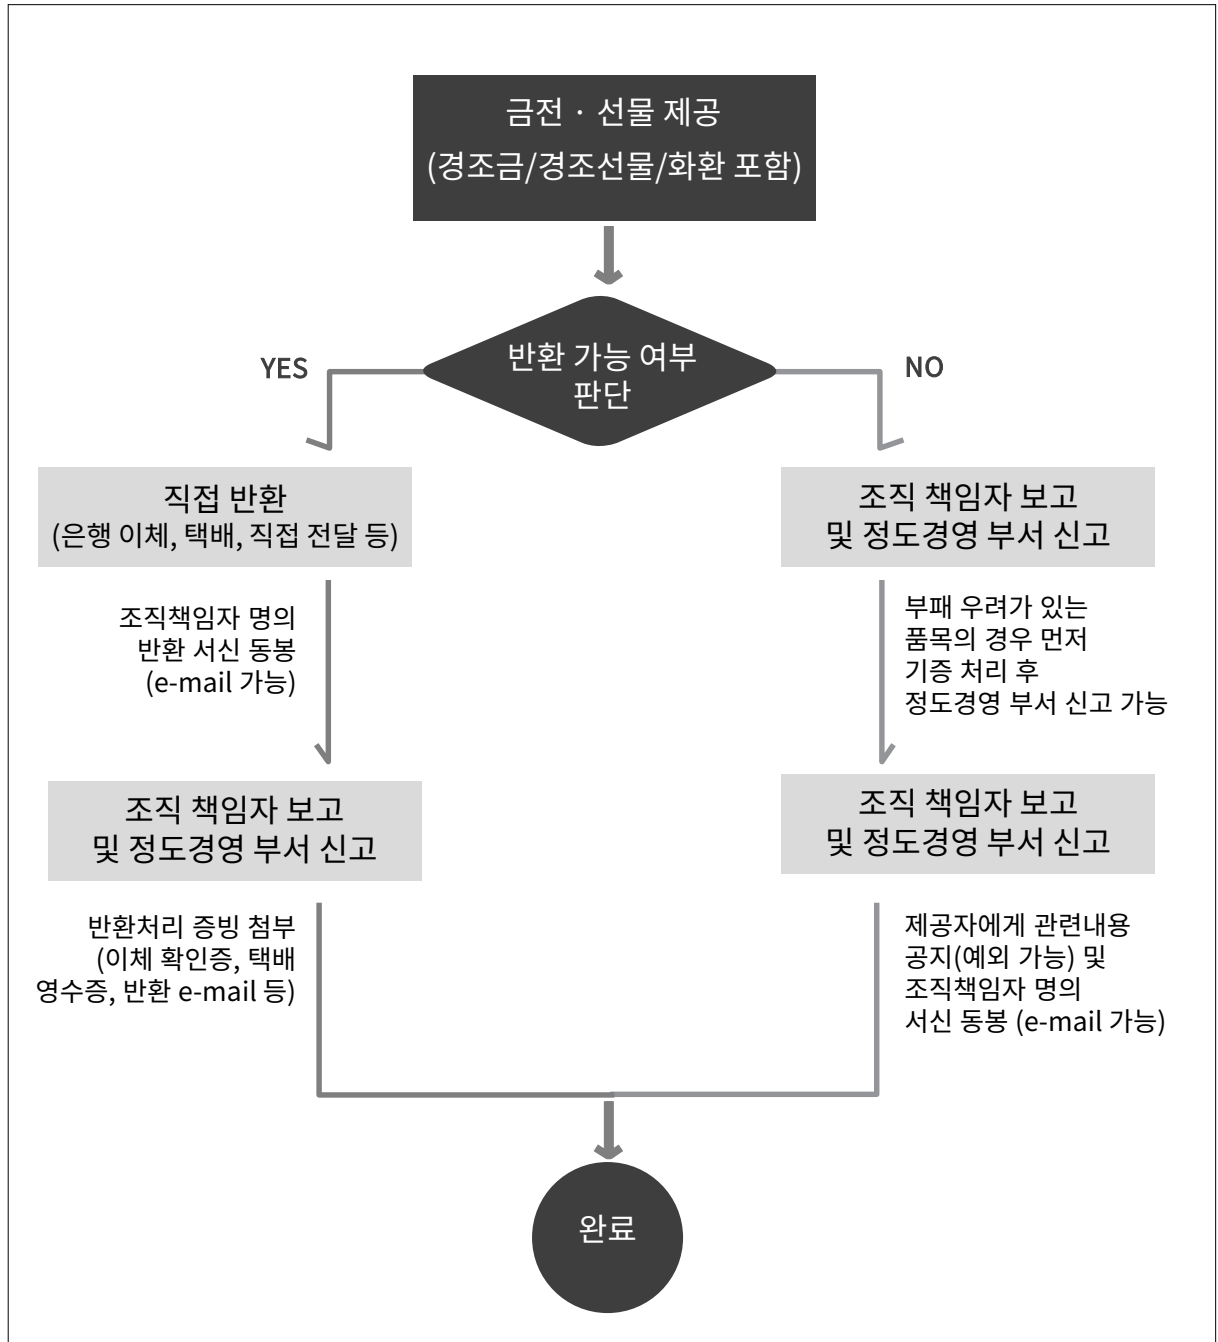 금전 · 선물 제공
(경조금/경조선물/화환 포함)
반환 가능 여부
판단
YES
NO
직접 반환
(은행 이체, 택배, 직접 전달 등)
조직 책임자 보고
및 정도경영 부서 신고
조직책임자 명의
반환 서신 동봉
(e-mail 가능)
부패 우려가 있는
품목의 경우 먼저
기증 처리 후
정도경영 부서 신고 가능
조직 책임자 보고
및 정도경영 부서 신고
조직 책임자 보고
및 정도경영 부서 신고
반환처리 증빙 첨부
(이체 확인증, 택배
영수증, 반환 e-mail 등)
제공자에게 관련내용
공지(예외 가능) 및
조직책임자 명의
서신 동봉 (e-mail 가능)
완료